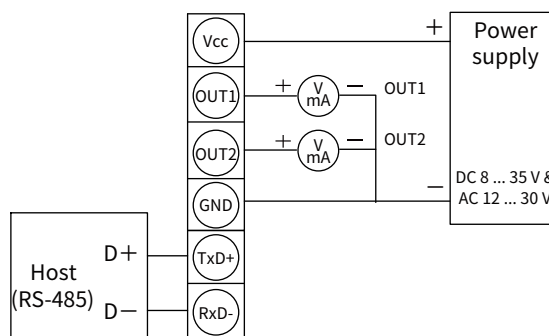 Vcc
+
Power
supply
OUT1
+
V
mA
−
OUT1
OUT2
+
V
mA
−
OUT2
GND
−
DC 8 ... 35 V &
AC 12 ... 30 V
Host
(RS-485)
D+
TxD+
D−
RxD-